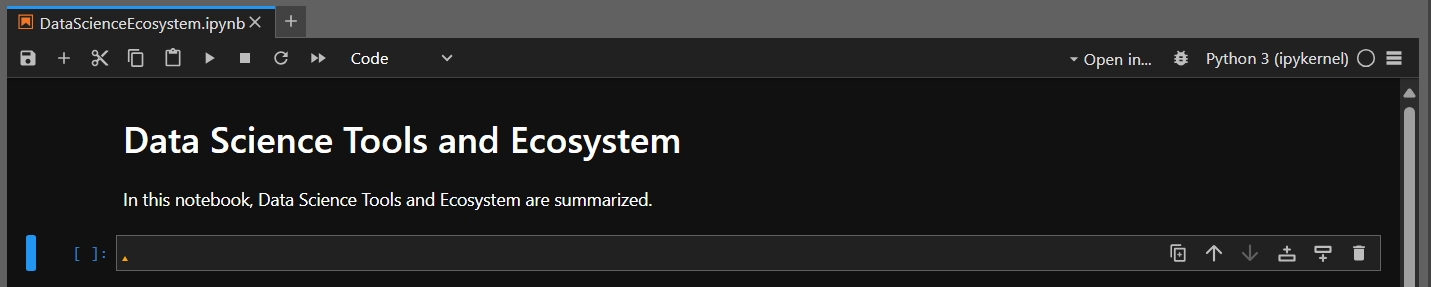 DataScienceEcosystem.ipynb
Code
Open in...
Python 3 (ipykernel)
Data Science Tools and Ecosystem
In this notebook, Data Science Tools and Ecosystem are summarized.
[ ]: